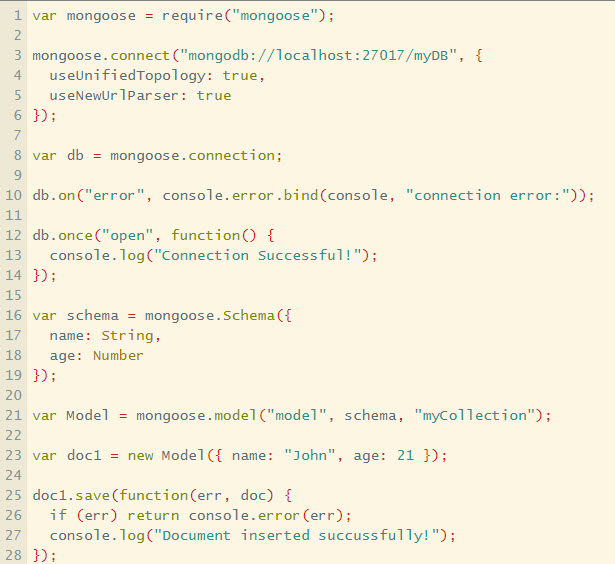 1 var mongoose = require("mongoose");
2
3 mongoose.connect("mongodb://localhost:27017/myDB", {
4   useUnifiedTopology: true,
5   useNewUrlParser: true
6 });
7
8 var db = mongoose.connection;
9
10 db.on("error", console.error.bind(console, "connection error:"));
11
12 db.once("open", function() {
13   console.log("Connection Successful!");
14 });
15
16 var schema = mongoose.Schema({
17   name: String,
18   age: Number
19 });
20
21 var Model = mongoose.model("model", schema, "myCollection");
22
23 var doc1 = new Model({ name: "John", age: 21 });
24
25 doc1.save(function(err, doc) {
26   if (err) return console.error(err);
27   console.log("Document inserted succussfully!");
28 });